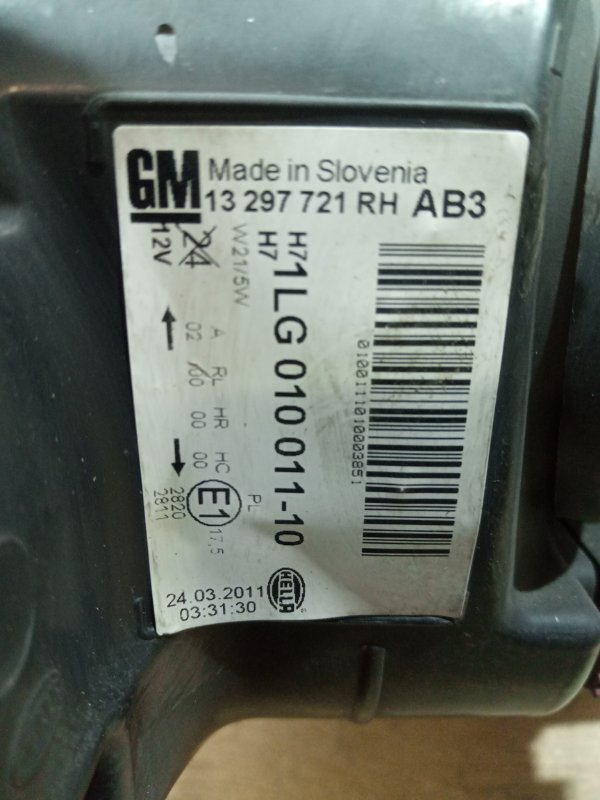 GM Made in Slovenia
13 297 721 RH AB3
12V 24 W21/5W H7 H7
1LG 010 011-10
A RL HR HC PL
02 00 00 00
E1 17,5
2820
2811
01001110100003851
24.03.2011
03:31:30
HELLA